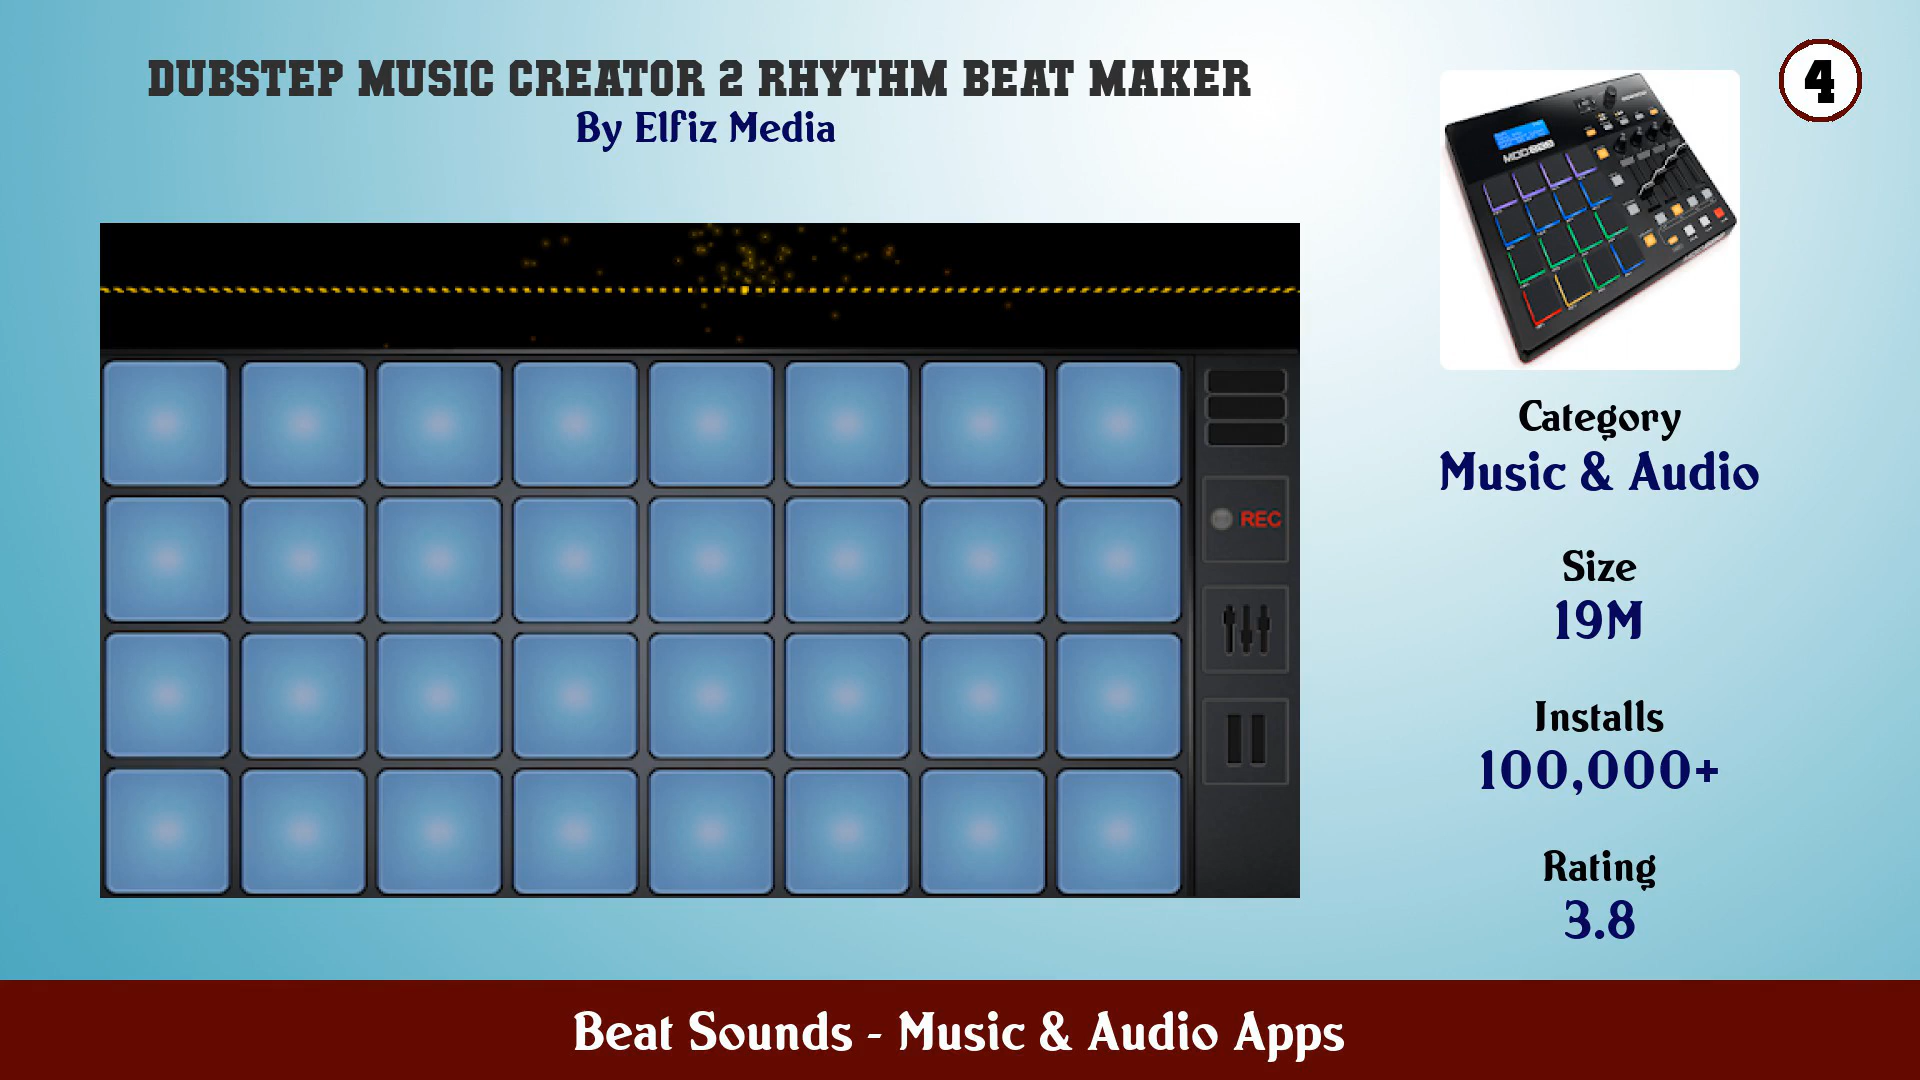 DUBSTEP MUSIC CREATOR 2 RHYTHM BEAT MAKER
By Elfiz Media
4
REC
Category
Music & Audio
Size
19M
Installs
100,000+
Rating
3.8
Beat Sounds - Music & Audio Apps